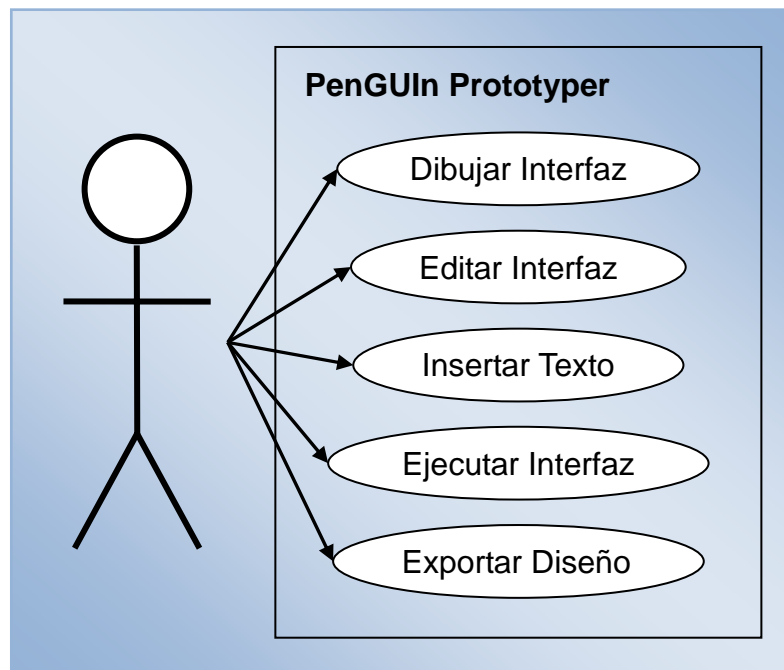 PenGUIn Prototyper
Dibujar Interfaz
Editar Interfaz
Insertar Texto
Ejecutar Interfaz
Exportar Diseño